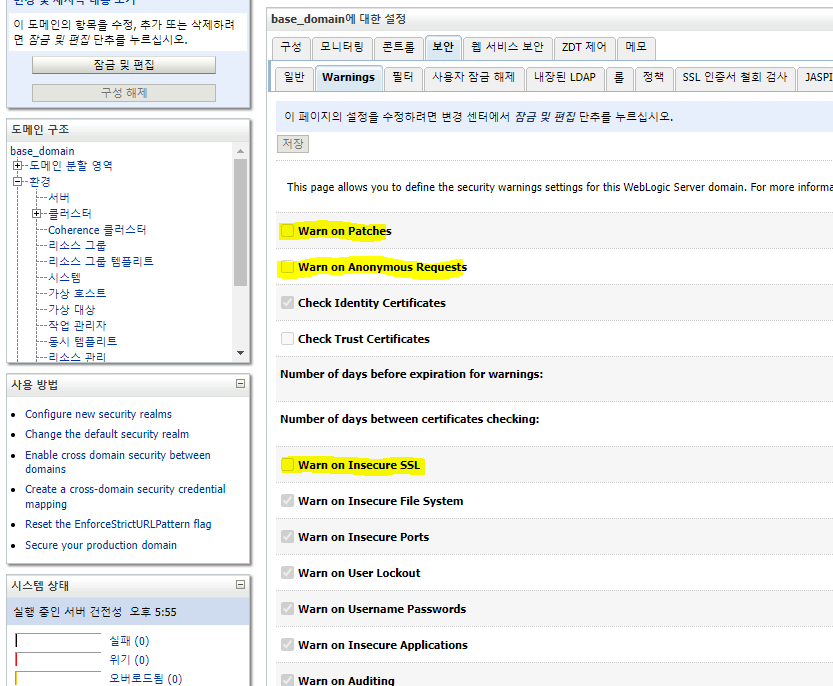 이 도메인의 항목을 수정, 추가 또는 삭제하려
면 잠금 및 편집 단추를 누르십시오.
잠금 및 편집
구성 해제
도메인 구조
base_domain
도메인 분할 영역
환경
서버
클러스터
Coherence 클러스터
리소스 그룹
리소스 그룹 템플리트
시스템
가상 호스트
가상 대상
작업 관리자
동시 템플리트
리소스 관리
사용 방법
Configure new security realms
Change the default security realm
Enable cross domain security between
domains
Create a cross-domain security credential
mapping
Reset the EnforceStrictURLPattern flag
Secure your production domain
시스템 상태
실행 중인 서버 건전성 오후 5:55
실패 (0)
위기 (0)
오버로드됨 (0)
base_domain에 대한 설정
구성 모니터링 콘트롤 보안 웹 서비스 보안 ZDT 제어 메모
일반 Warnings 필터 사용자 잠금 해제 내장된 LDAP 롤 정책 SSL 인증서 철회 검사 JASPI
이 페이지의 설정을 수정하려면 변경 센터에서 잠금 및 편집 단추를 누르십시오.
저장
This page allows you to define the security warnings settings for this WebLogic Server domain. For more informa
Warn on Patches
Warn on Anonymous Requests
Check Identity Certificates
Check Trust Certificates
Number of days before expiration for warnings:
Number of days between certificates checking:
Warn on Insecure SSL
Warn on Insecure File System
Warn on Insecure Ports
Warn on User Lockout
Warn on Username Passwords
Warn on Insecure Applications
Warn on Auditing